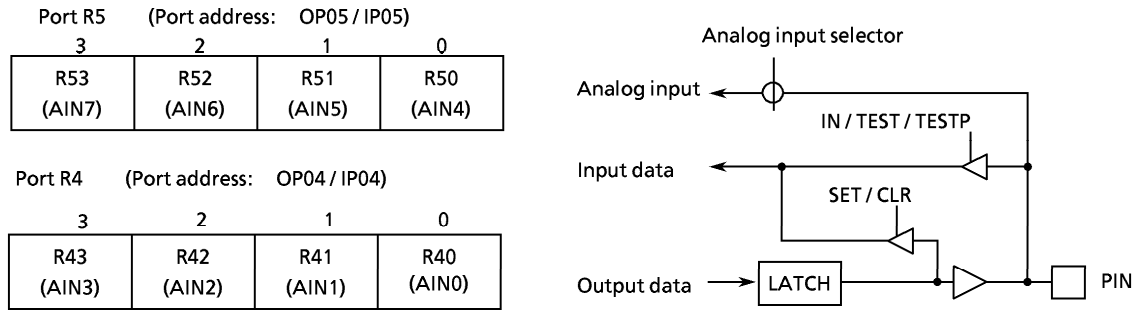 Port R5 (Port address: OP05 / IP05)
3 2 1 0
R53 R52 R51 R50
(AIN7) (AIN6) (AIN5) (AIN4)
Port R4 (Port address: OP04 / IP04)
3 2 1 0
R43 R42 R41 R40
(AIN3) (AIN2) (AIN1) (AIN0)
Analog input selector
Analog input
IN / TEST / TESTP
Input data
SET / CLR
Output data LATCH PIN